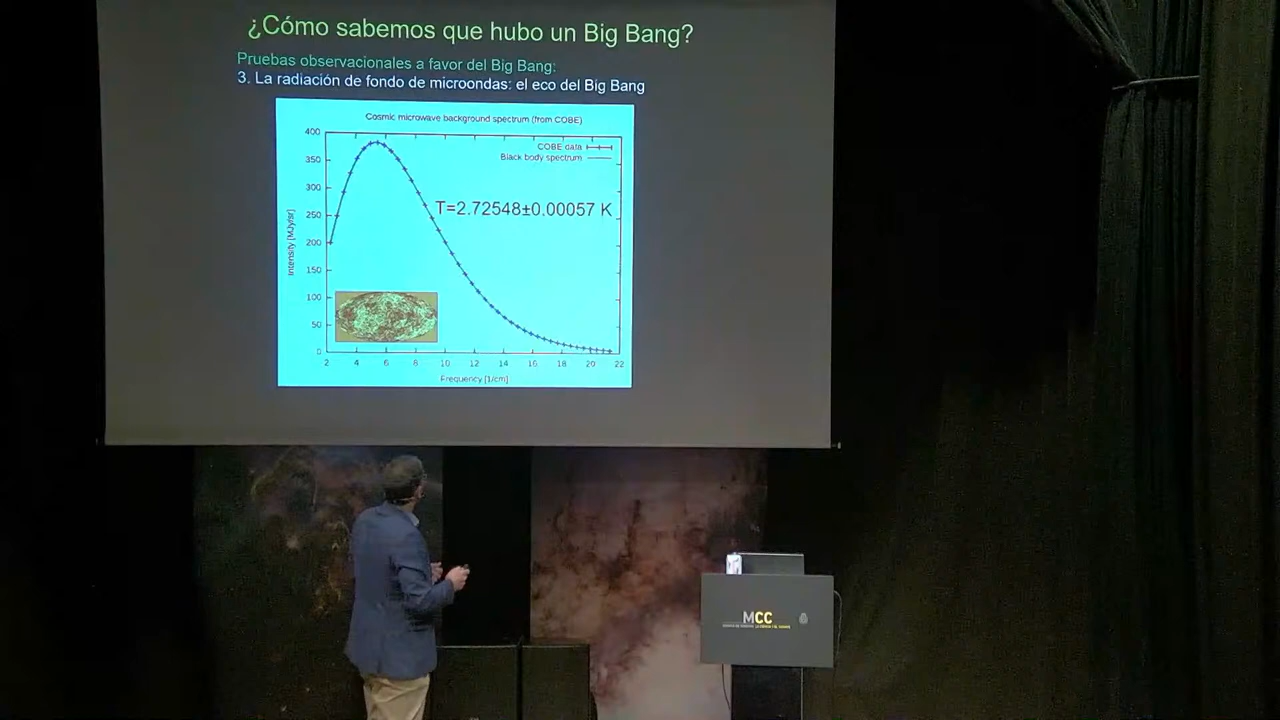 ¿Cómo sabemos que hubo un Big Bang?
Pruebas observacionales a favor del Big Bang:
3. La radiación de fondo de microondas: el eco del Big Bang
Cosmic microwave background spectrum (from COBE)
COBE data
Black body spectrum
T=2.72548±0.00057 K
Intensity [MJy/sr]
400
350
300
250
200
150
100
50
0
2 4 6 8 10 12 14 16 18 20 22
Frequency [1/cm]
MCC